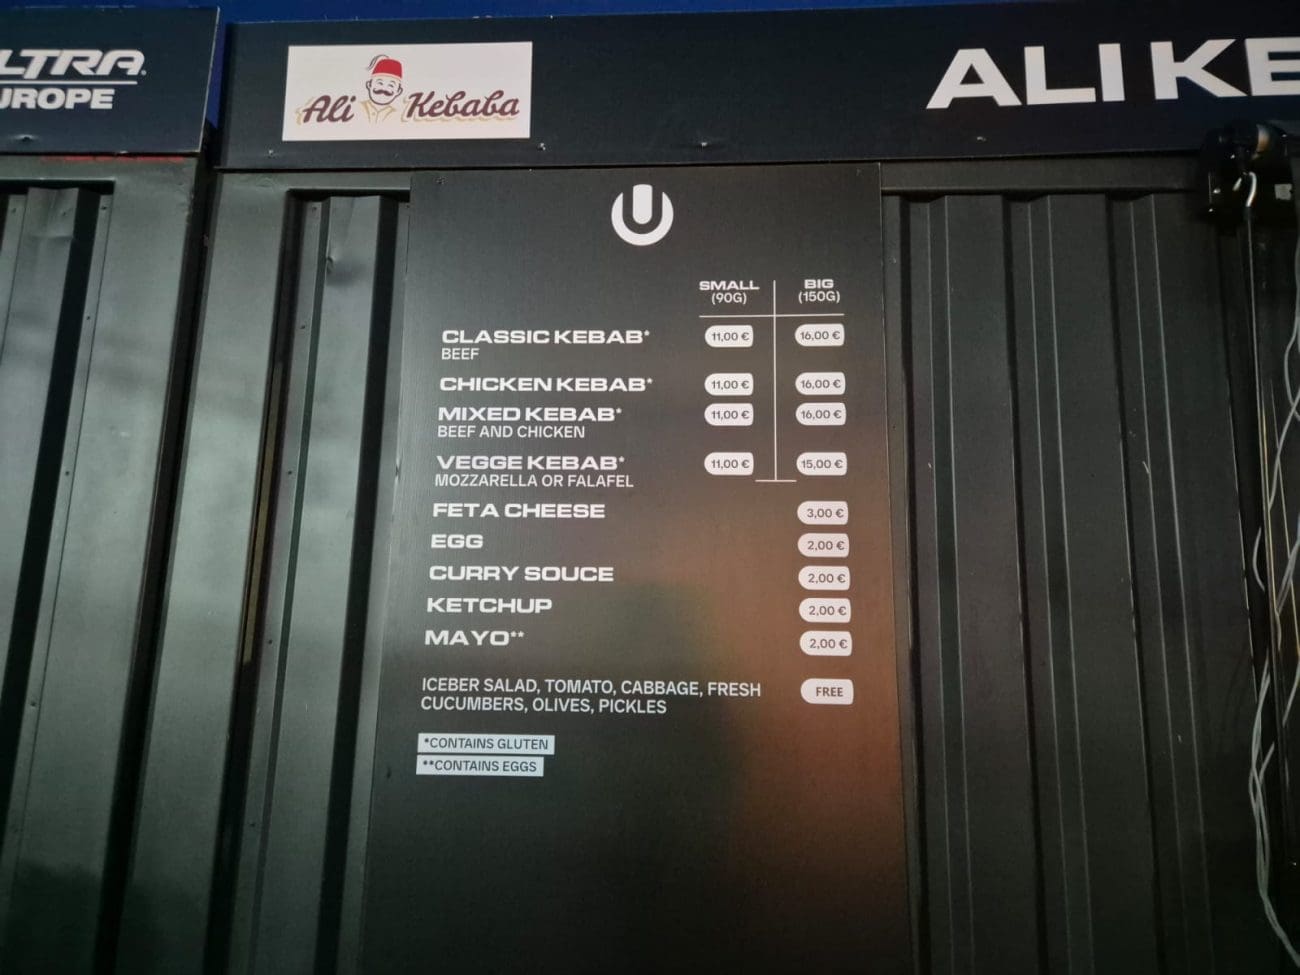 LTRA
UROPE
Ali Kebaba
ALI KE
SMALL BIG
(90G) (150G)
CLASSIC KEBAB* 11,00 € 16,00 €
BEEF
CHICKEN KEBAB* 11,00 € 16,00 €
MIXED KEBAB* 11,00 € 16,00 €
BEEF AND CHICKEN
VEGGE KEBAB* 11,00 € 15,00 €
MOZZARELLA OR FALAFEL
FETA CHEESE 3,00 €
EGG 2,00 €
CURRY SOUCE 2,00 €
KETCHUP 2,00 €
MAYO** 2,00 €
ICEBER SALAD, TOMATO, CABBAGE, FRESH FREE
CUCUMBERS, OLIVES, PICKLES
*CONTAINS GLUTEN
**CONTAINS EGGS